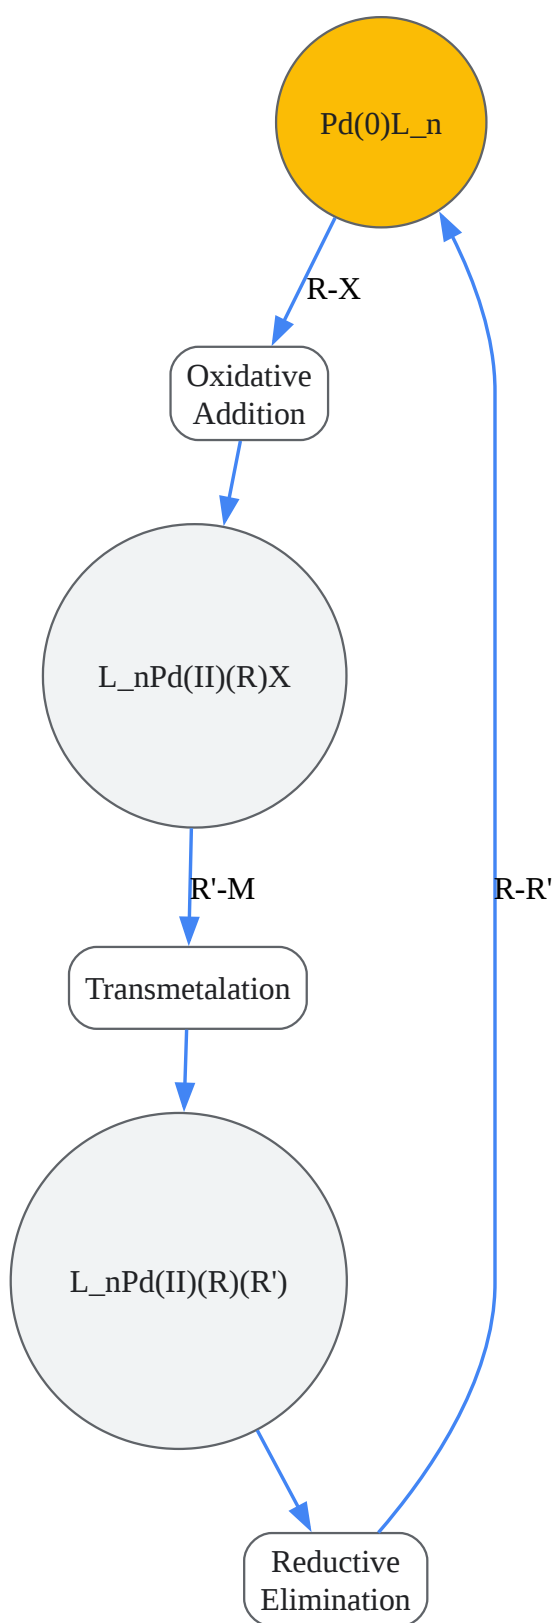 Pd(0)L_n
R-X
Oxidative
Addition
L_nPd(II)(R)X
R'-M
R-R'
Transmetalation
L_nPd(II)(R)(R')
Reductive
Elimination